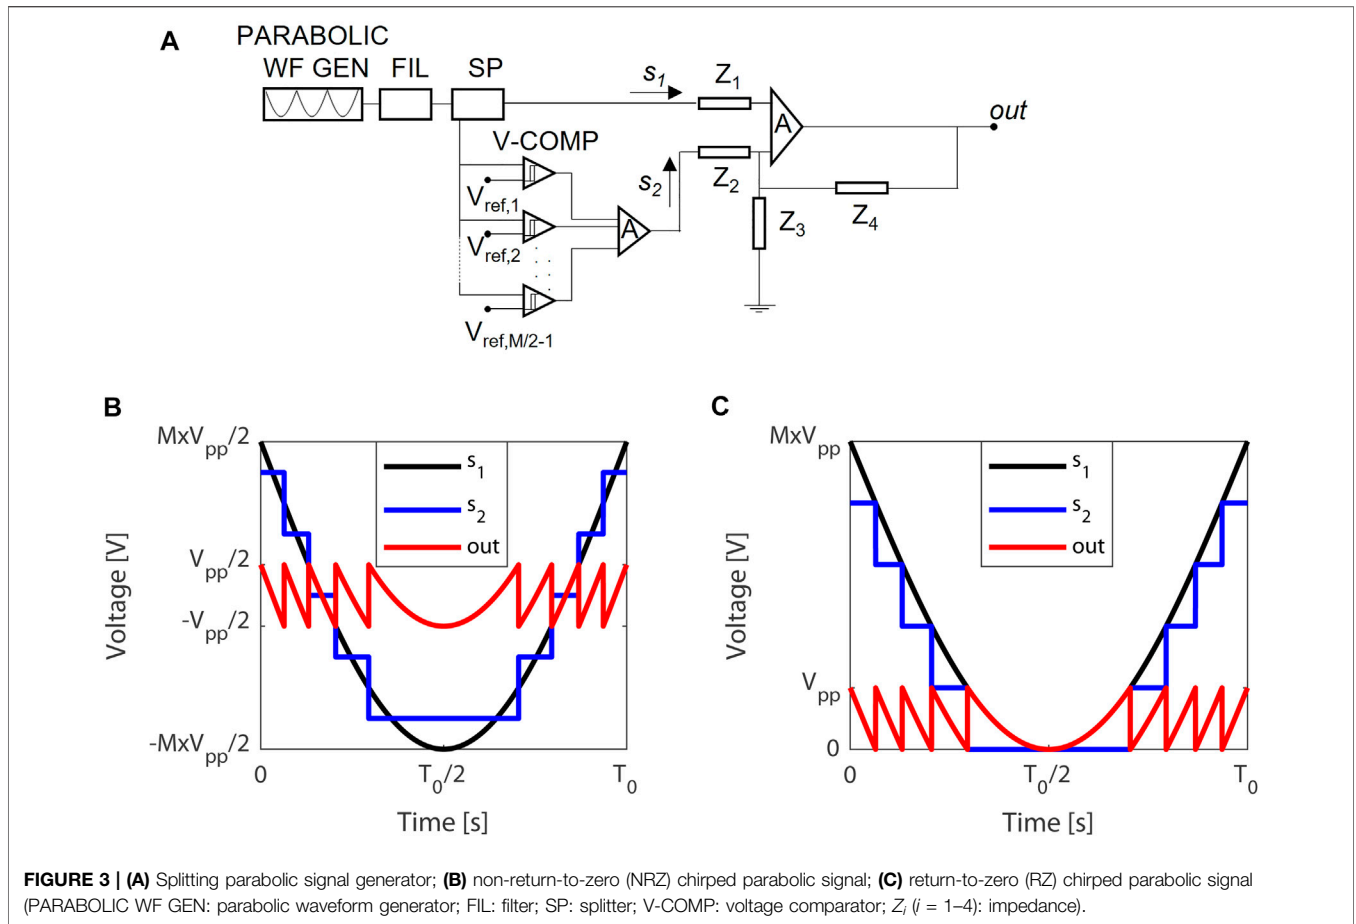 A
PARABOLIC
WF GEN FIL SP
s1 Z1
A
out
V-COMP
Z2
s2
Vref,1
Z3 Z4
A
Vref,2
Vref,M/2-1
B
MxVpp/2
s1
s2
out
Vpp/2
-Vpp/2
-MxVpp/2
Voltage [V]
0 T0/2 T0
Time [s]
C
MxVpp
s1
s2
out
Vpp
0
Voltage [V]
0 T0/2 T0
Time [s]
FIGURE 3 | (A) Splitting parabolic signal generator; (B) non-return-to-zero (NRZ) chirped parabolic signal; (C) return-to-zero (RZ) chirped parabolic signal
(PARABOLIC WF GEN: parabolic waveform generator; FIL: filter; SP: splitter; V-COMP: voltage comparator; Zi (i = 1–4): impedance).